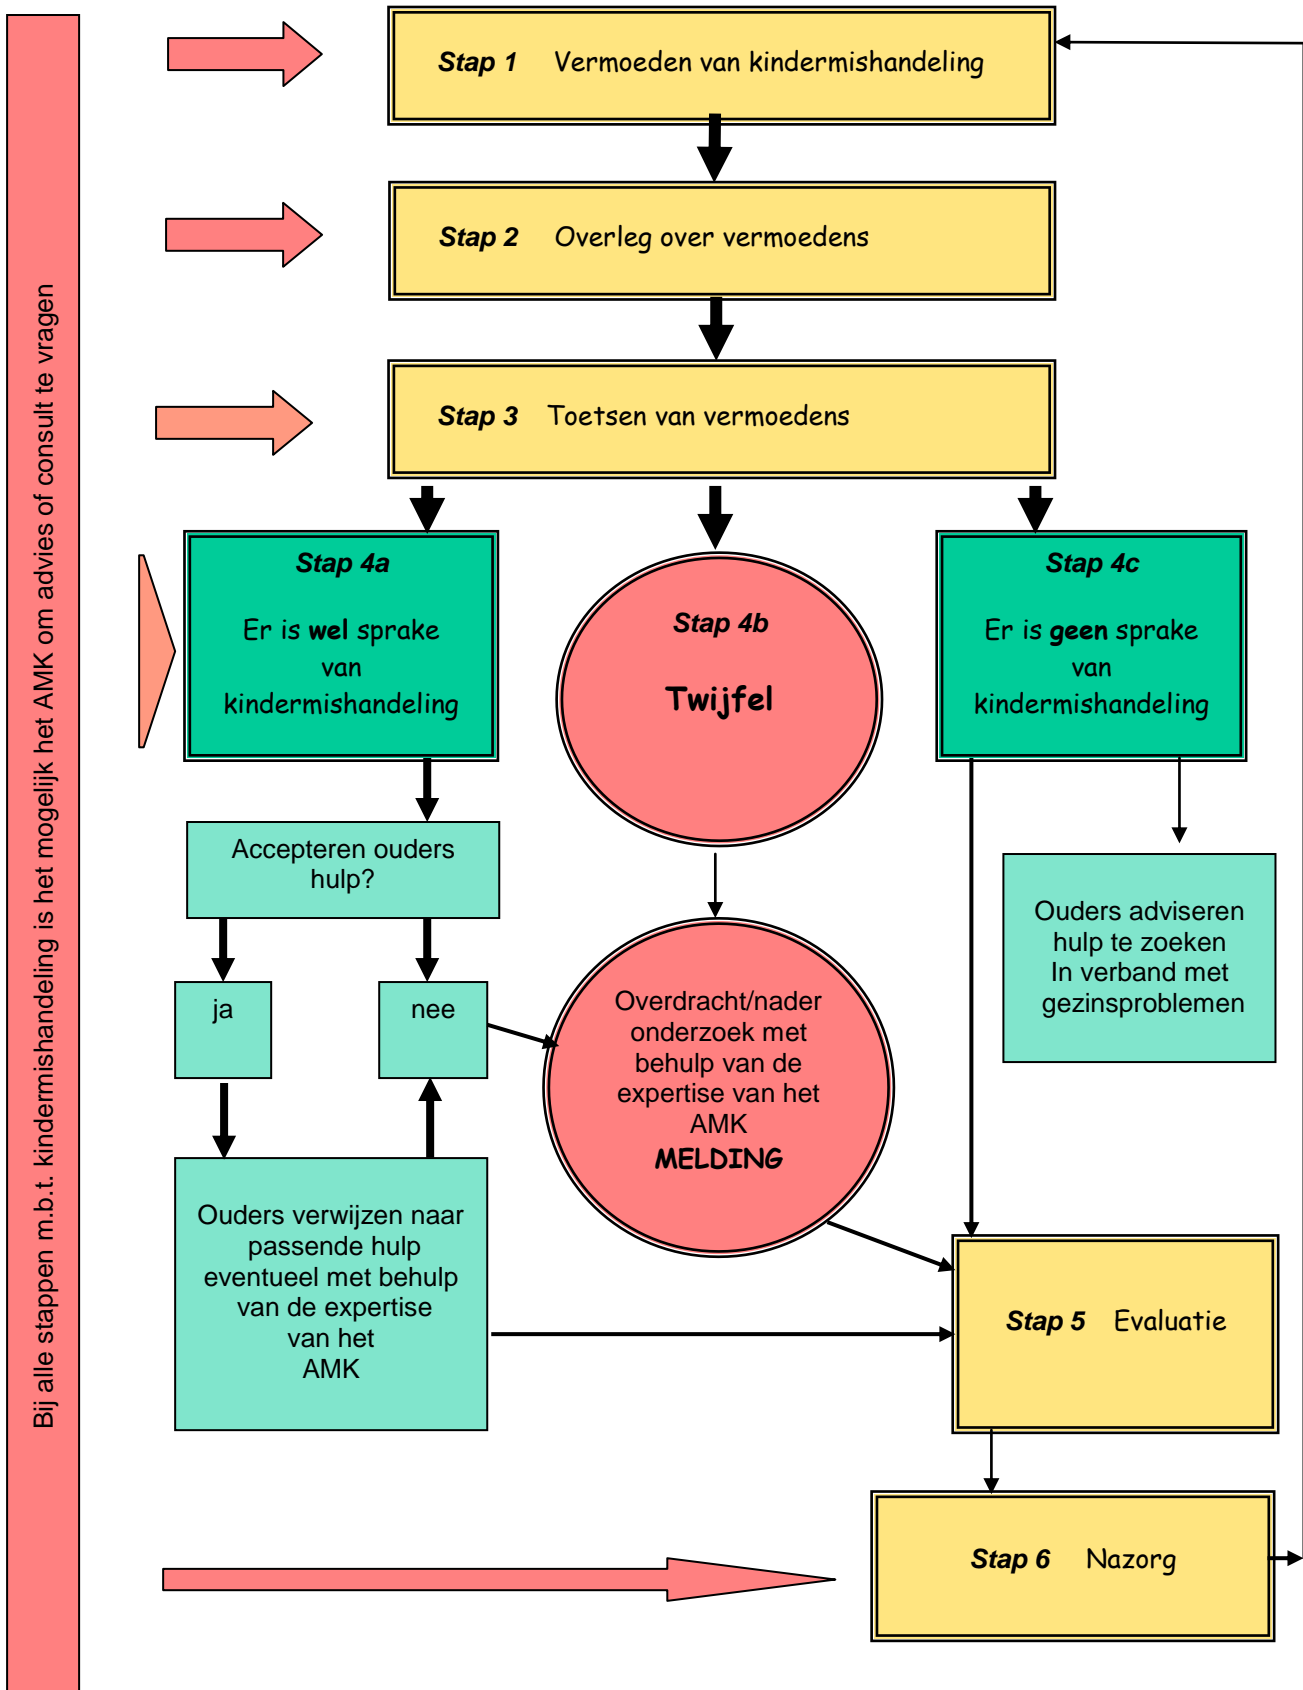 Bij alle stappen m.b.t. kindermishandeling is het mogelijk het AMK om advies of consult te vragen
Stap 1 Vermoeden van kindermishandeling
Stap 2 Overleg over vermoedens
Stap 3 Toetsen van vermoedens
Stap 4a
Er is wel sprake
van
kindermishandeling
Stap 4b
Twijfel
Stap 4c
Er is geen sprake
van
kindermishandeling
Accepteren ouders
hulp?
ja
nee
Overdracht/nader
onderzoek met
behulp van de
expertise van het
AMK
MELDING
Ouders adviseren
hulp te zoeken
In verband met
gezinsproblemen
Ouders verwijzen naar
passende hulp
eventueel met behulp
van de expertise
van het
AMK
Stap 5 Evaluatie
Stap 6 Nazorg